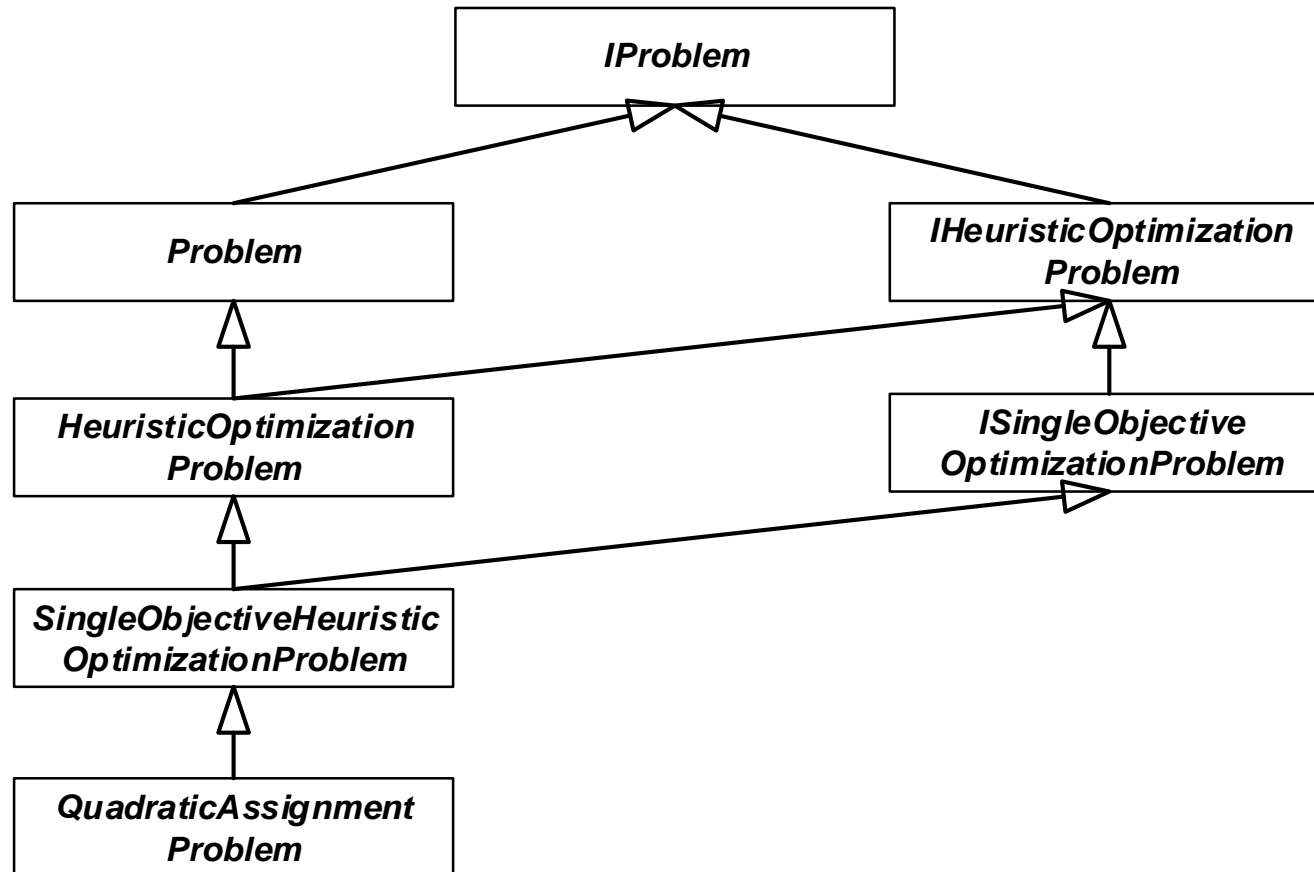 IProblem
Problem
IHeuristicOptimization
Problem
HeuristicOptimization
Problem
ISingleObjective
OptimizationProblem
SingleObjectiveHeuristic
OptimizationProblem
QuadraticAssignment
Problem